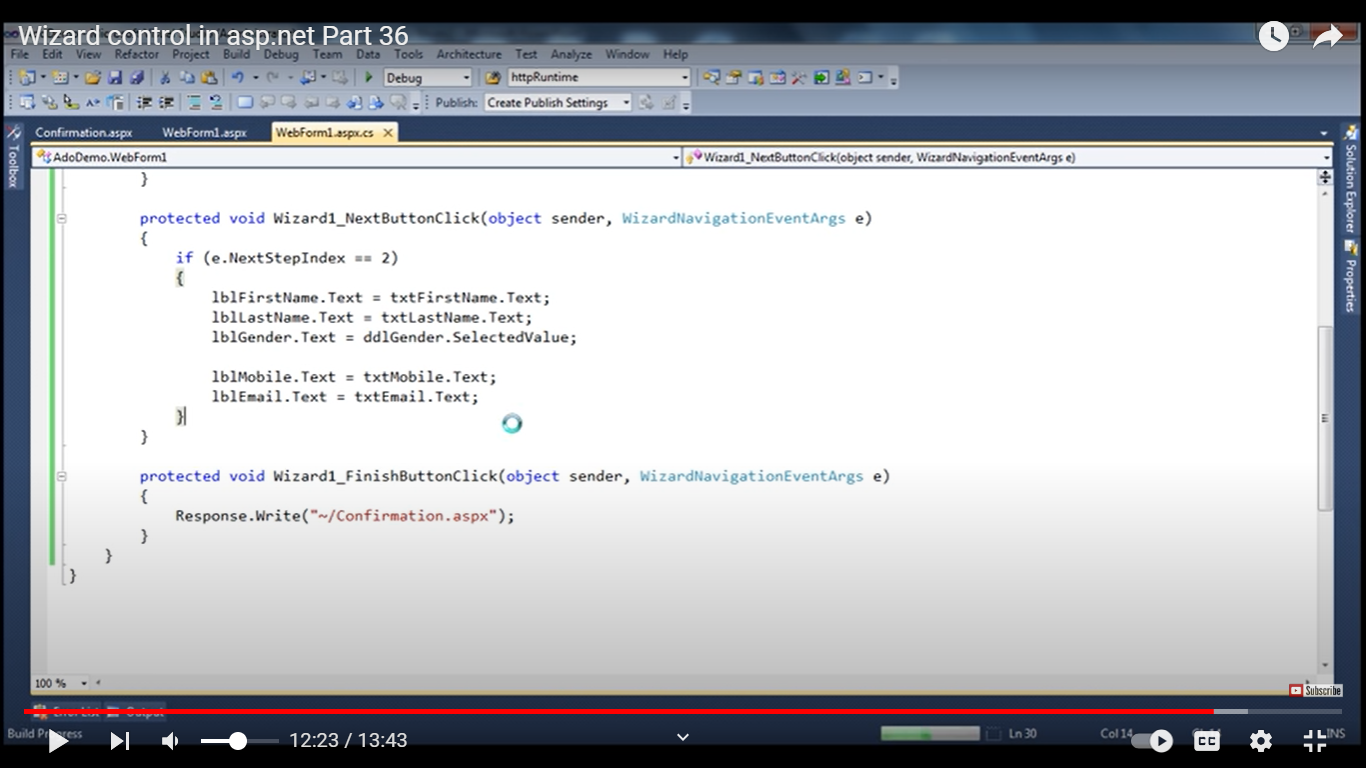 Wizard control in asp.net Part 36
File Edit View Refactor Project Build Debug Team Data Tools Architecture Test Analyze Window Help
Debug httpRuntime
Publish: Create Publish Settings
Confirmation.aspx WebForm1.aspx WebForm1.aspx.cs
AdoDemo.WebForm1 Wizard1_NextButtonClick(object sender, WizardNavigationEventArgs e)
Toolbox
Solution Explorer
Properties
}
protected void Wizard1_NextButtonClick(object sender, WizardNavigationEventArgs e)
{
if (e.NextStepIndex == 2)
{
lblFirstName.Text = txtFirstName.Text;
lblLastName.Text = txtLastName.Text;
lblGender.Text = ddlGender.SelectedValue;
lblMobile.Text = txtMobile.Text;
lblEmail.Text = txtEmail.Text;
}
}
protected void Wizard1_FinishButtonClick(object sender, WizardNavigationEventArgs e)
{
Response.Write("~/Confirmation.aspx");
}
}
}
100 %
Subscribe
Error List Output
Build Ln 30 Col 14 INS
12:23 / 13:43
CC